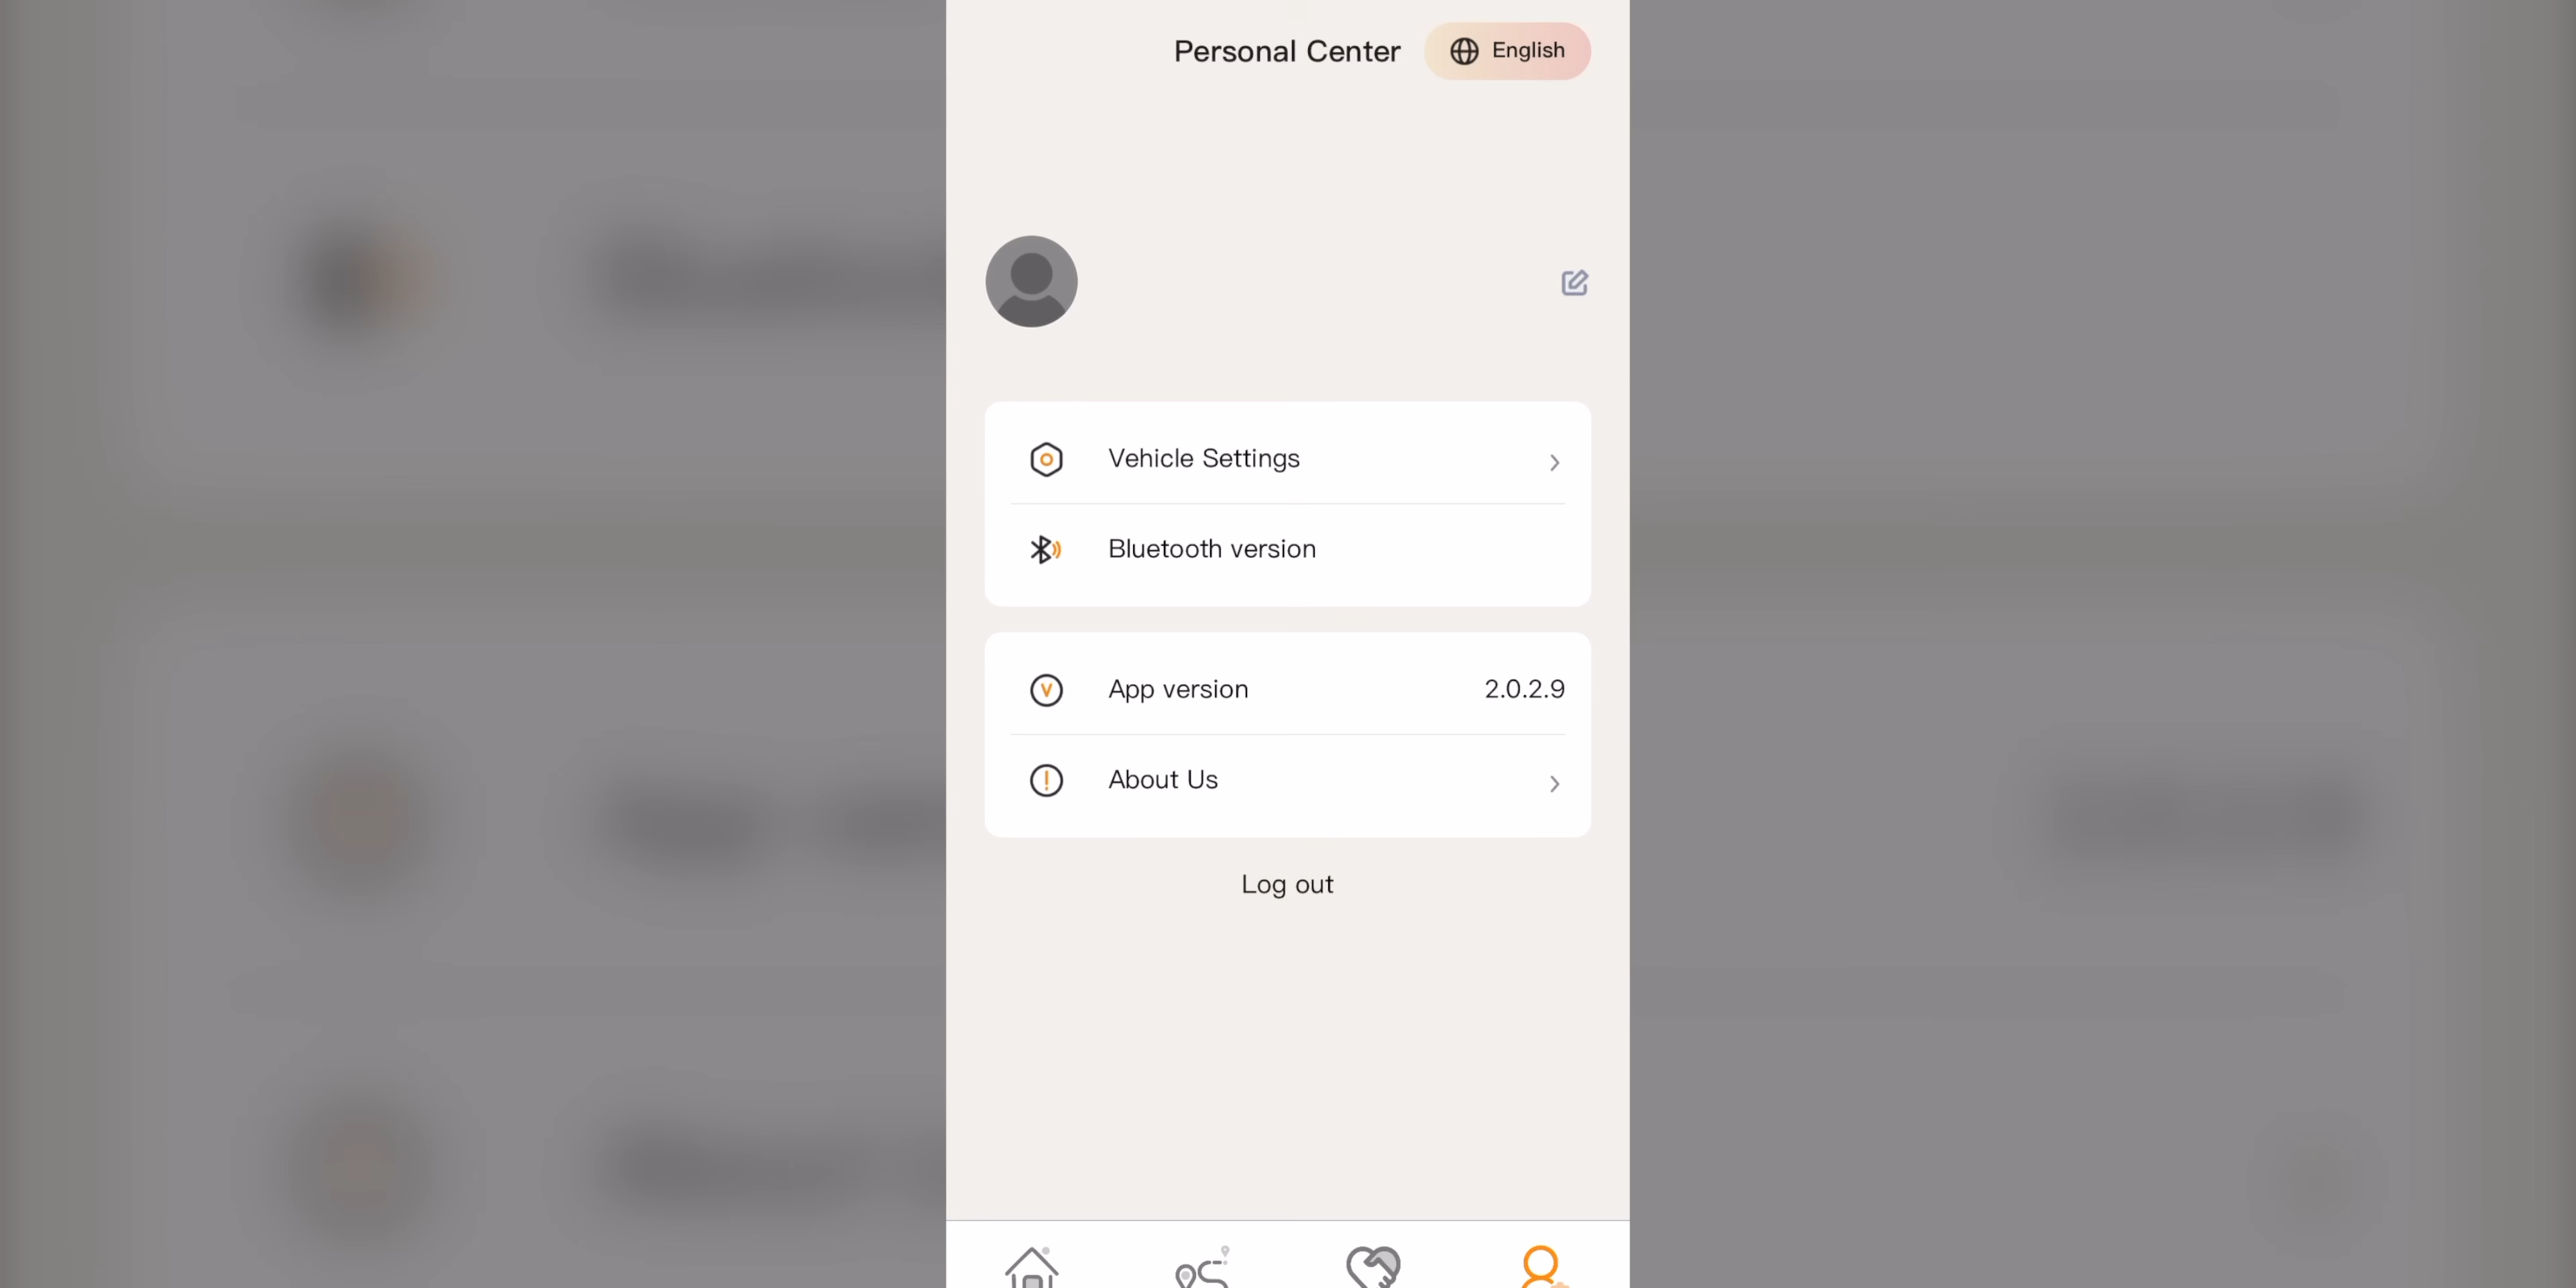 Personal Center
English
Vehicle Settings
Bluetooth version
App version
2.0.2.9
About Us
Log out